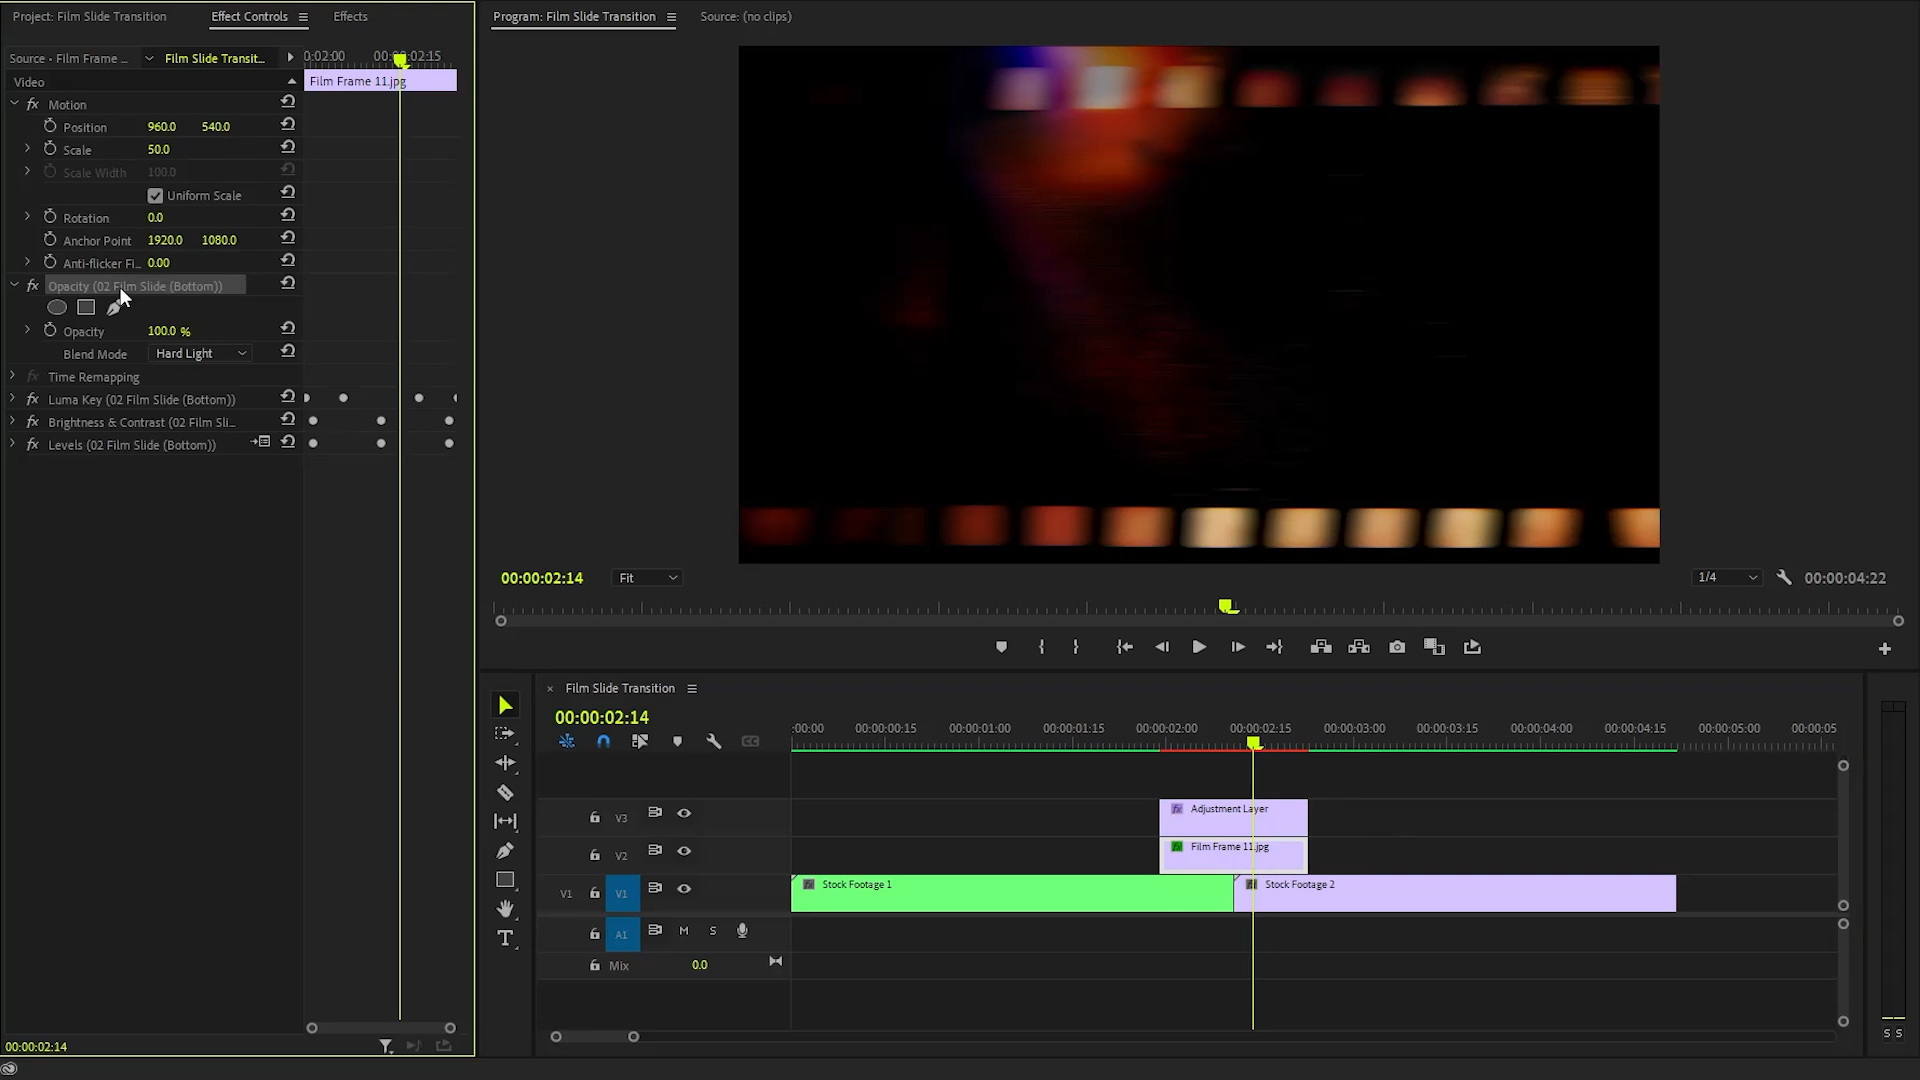 Project: Film Slide Transition
Effect Controls
Effects
Program: Film Slide Transition
Source: (no clips)
Source • Film Frame ...
Film Slide Transit...
0:02:00
Video
Film Frame 11.jpg
Motion
Position 960.0 540.0
Scale 50.0
Scale Width 100.0
Uniform Scale
Rotation 0.0
Anchor Point 1920.0 1080.0
Anti-flicker Fi... 0.00
Opacity (02 Film Slide (Bottom))
Opacity 100.0 %
Blend Mode Hard Light
Time Remapping
Luma Key (02 Film Slide (Bottom))
Brightness & Contrast (02 Film Sli...
Levels (02 Film Slide (Bottom))
00:00:02:14
Fit
1/4
00:00:04:22
Film Slide Transition
00:00:02:14
:00:00 00:00:00:15 00:00:01:00 00:00:01:15 00:00:02:00 00:00:02:15 00:00:03:00 00:00:03:15 00:00:04:00 00:00:04:15 00:00:05:00 00:00:05
CC
V3
Adjustment Layer
V2
Film Frame 11.jpg
V1 V1
Stock Footage 1
Stock Footage 2
A1 M S
Mix 0.0
S S
00:00:02:14